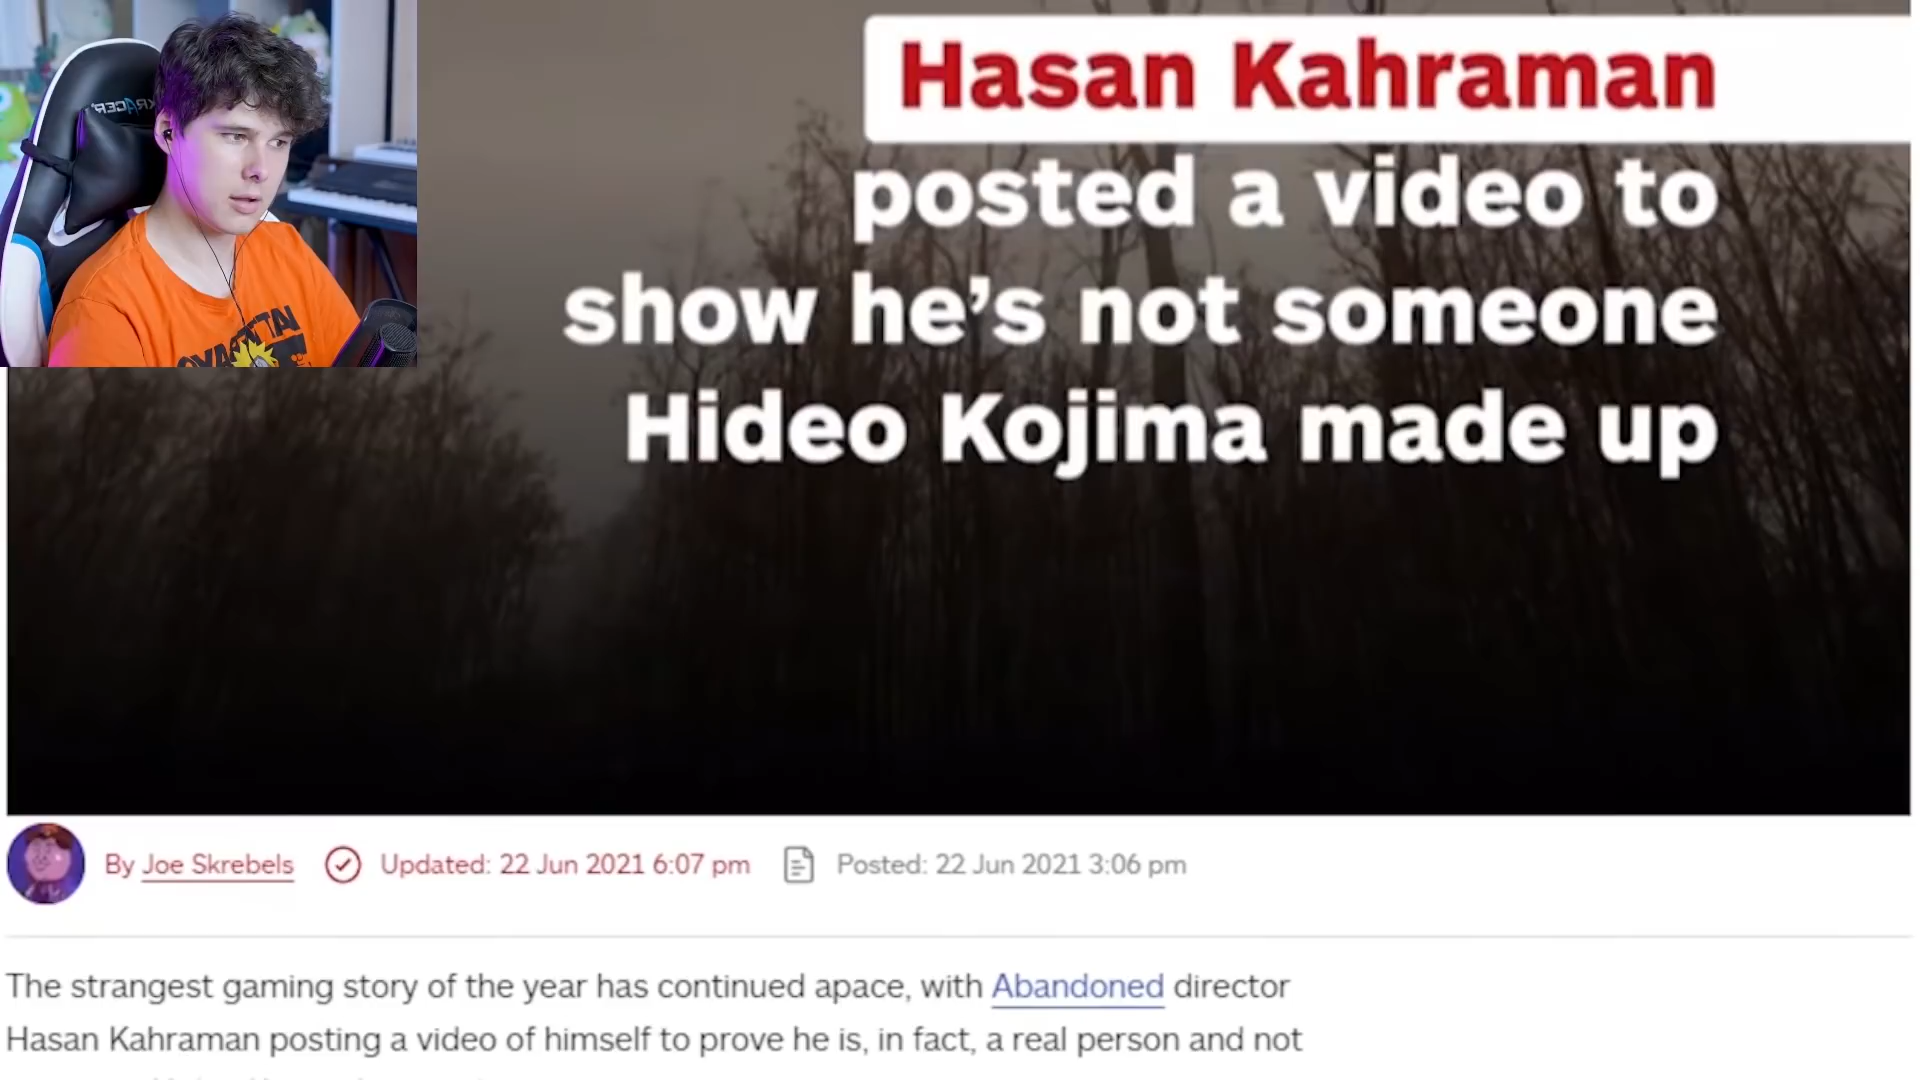 Hasan Kahraman
posted a video to
show he's not someone
Hideo Kojima made up
By Joe Skrebels Updated: 22 Jun 2021 6:07 pm Posted: 22 Jun 2021 3:06 pm
The strangest gaming story of the year has continued apace, with Abandoned director
Hasan Kahraman posting a video of himself to prove he is, in fact, a real person and not